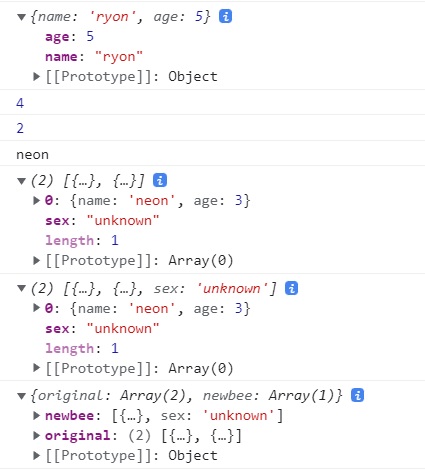 ▼{name: 'ryon', age: 5} i
age: 5
name: "ryon"
▶[[Prototype]]: Object
4
2
neon
▼(2) [{…}, {…}] i
▶0: {name: 'neon', age: 3}
sex: "unknown"
length: 1
▶[[Prototype]]: Array(0)
▼(2) [{…}, {…}, sex: 'unknown'] i
▶0: {name: 'neon', age: 3}
sex: "unknown"
length: 1
▶[[Prototype]]: Array(0)
▼{original: Array(2), newbee: Array(1)} i
▶newbee: [{…}, sex: 'unknown']
▶original: (2) [{…}, {…}]
▶[[Prototype]]: Object